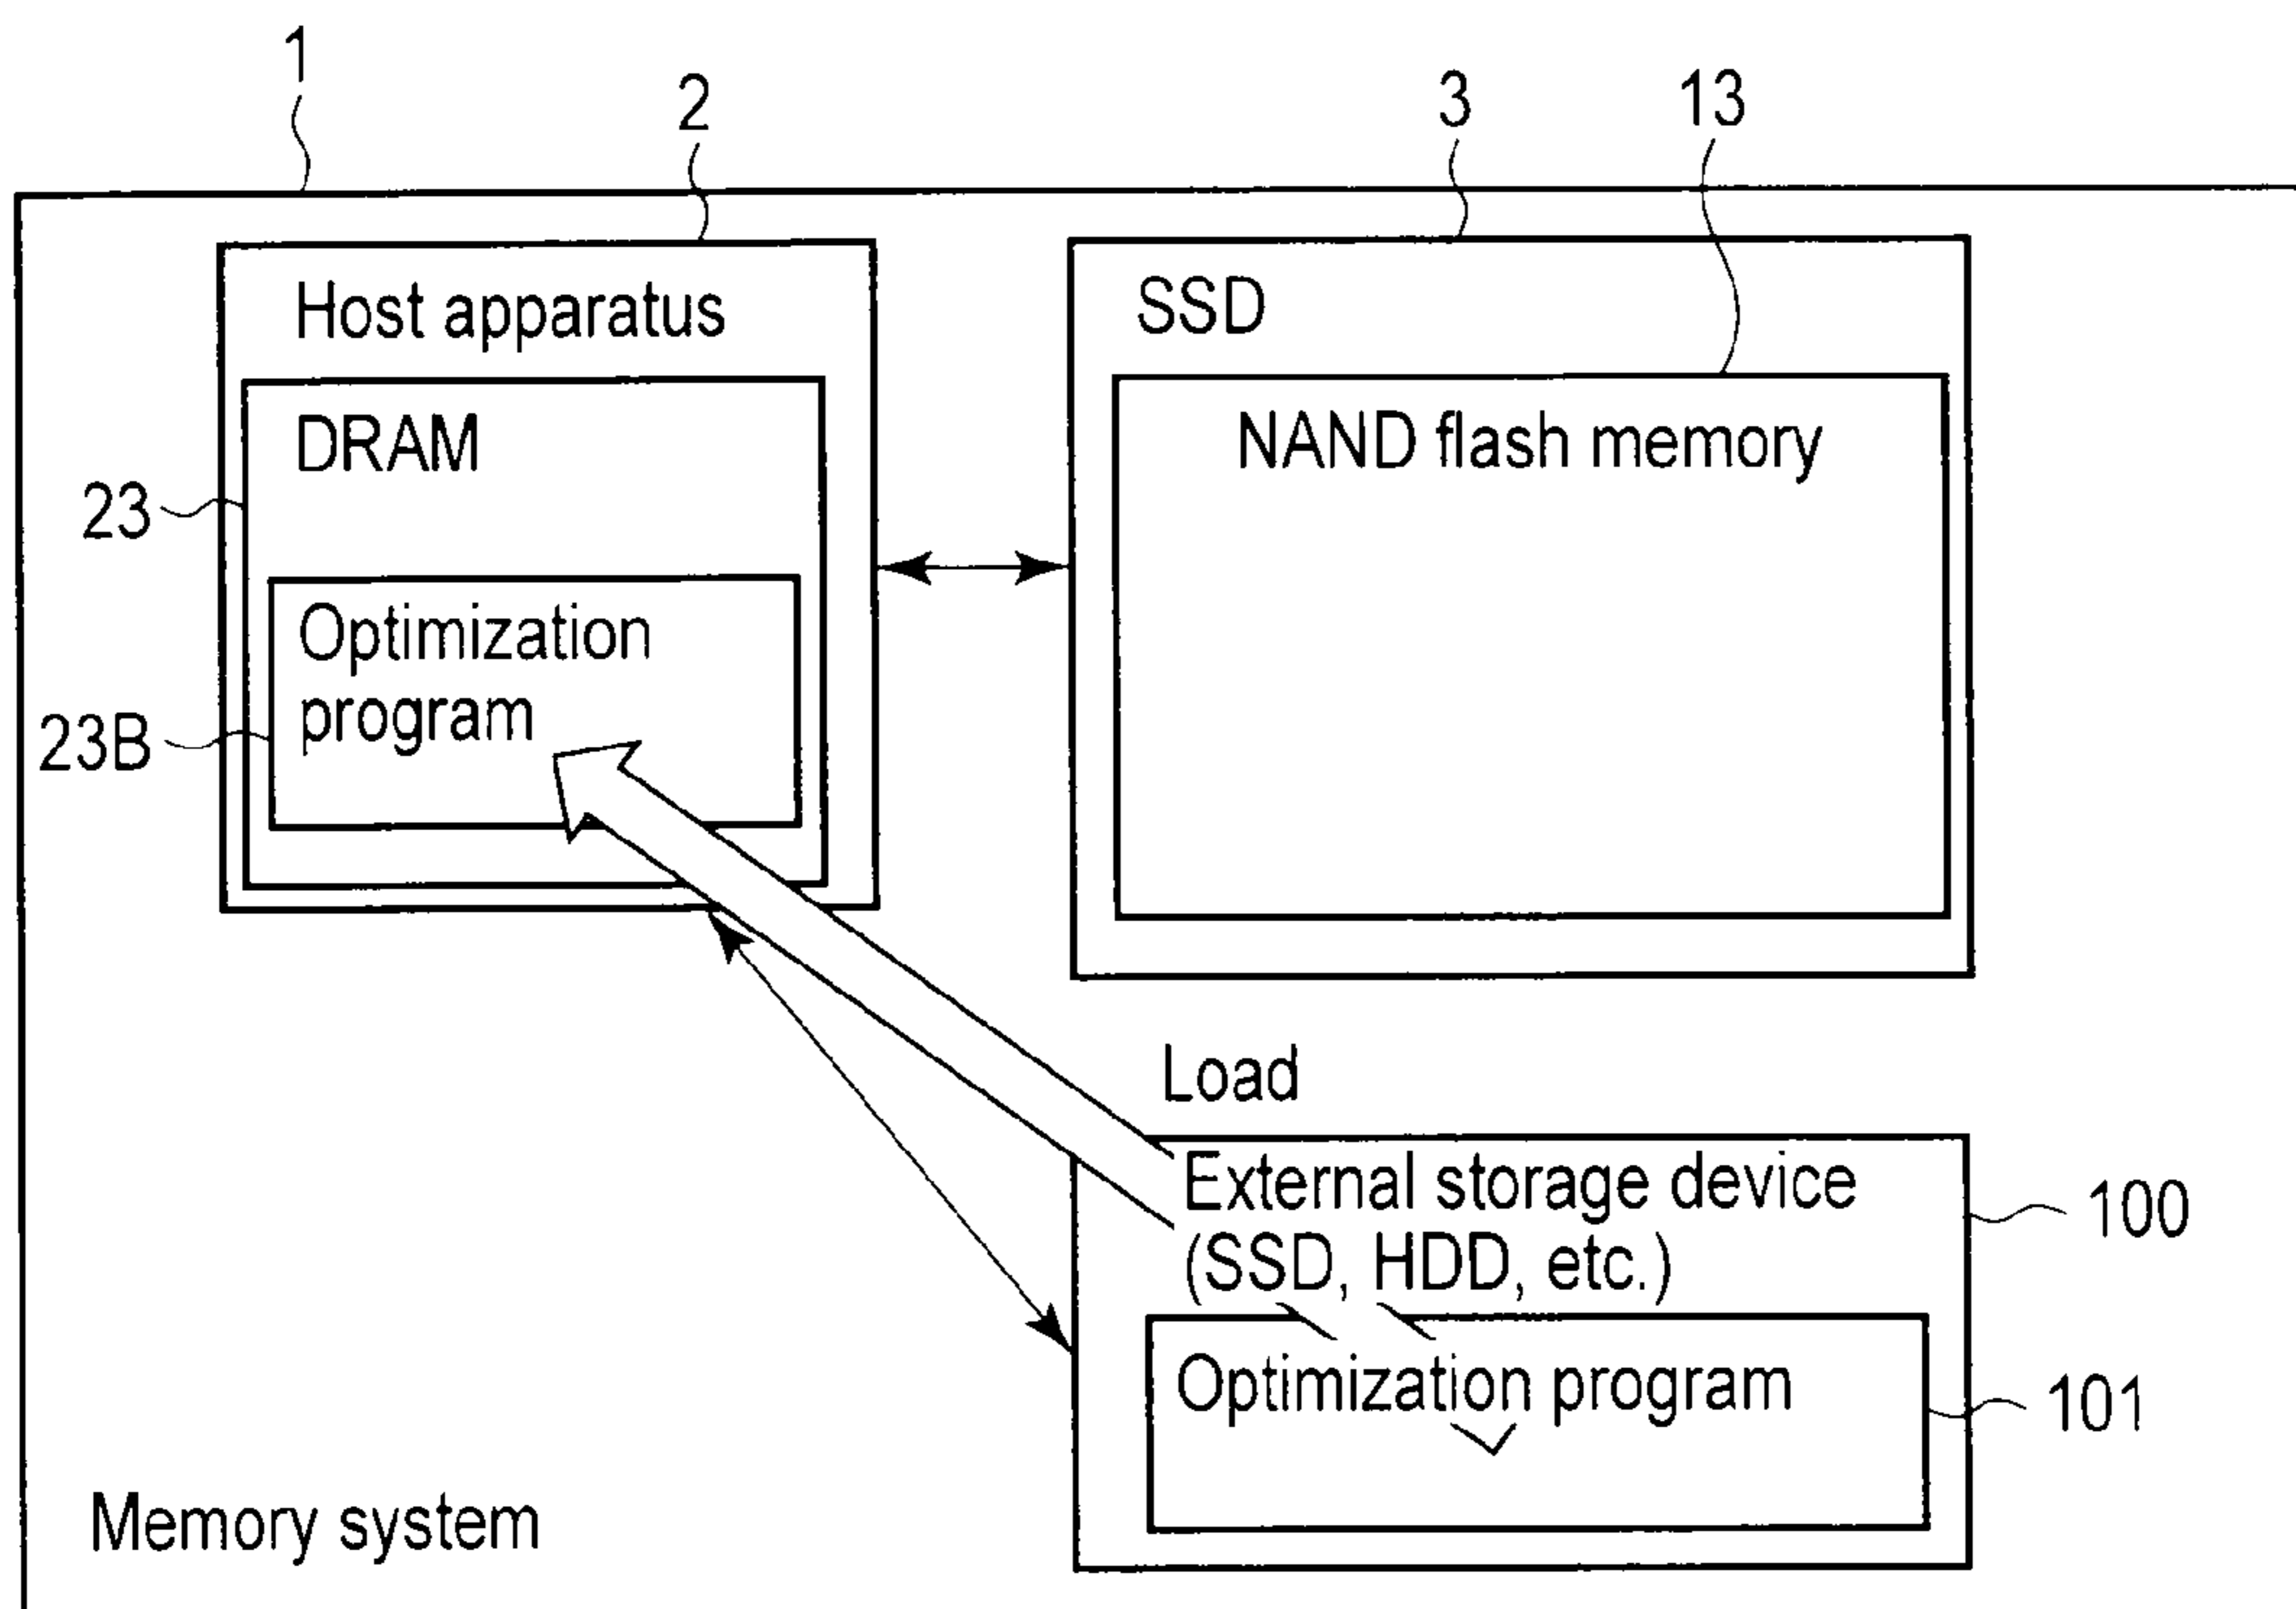 1
2
3
13
Host apparatus
SSD
DRAM
NAND flash memory
23
Optimization
program
23B
Load
External storage device
(SSD, HDD, etc.)
100
Optimization program
101
Memory system